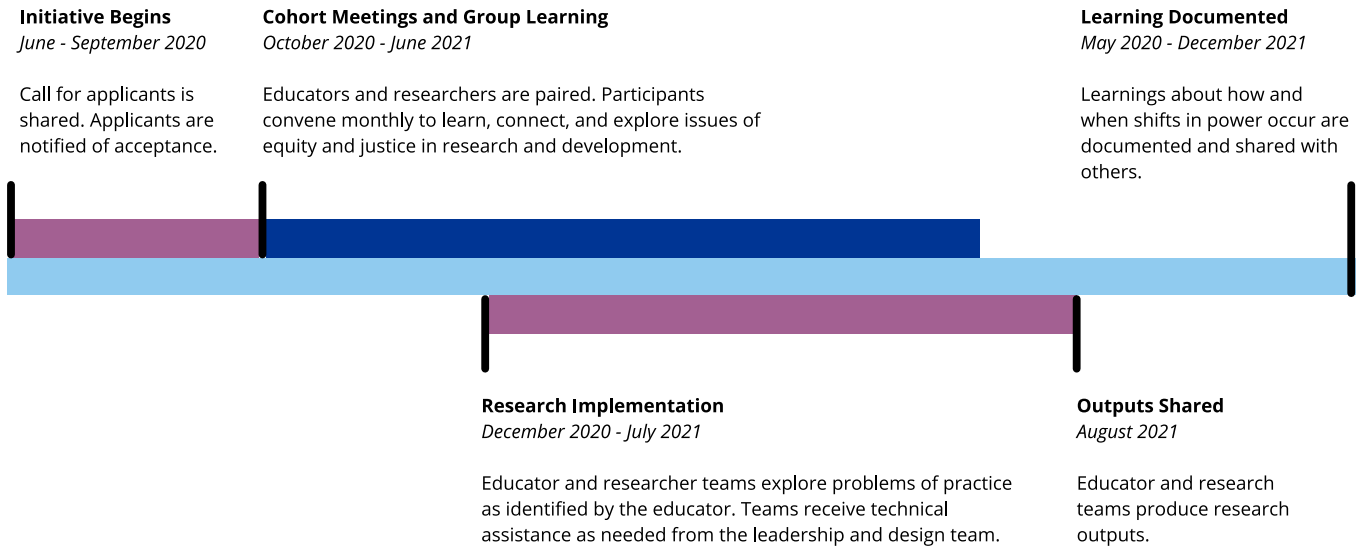 Initiative Begins
June - September 2020
Call for applicants is
shared. Applicants are
notified of acceptance.
Cohort Meetings and Group Learning
October 2020 - June 2021
Educators and researchers are paired. Participants
convene monthly to learn, connect, and explore issues of
equity and justice in research and development.
Learning Documented
May 2020 - December 2021
Learnings about how and
when shifts in power occur are
documented and shared with
others.
Research Implementation
December 2020 - July 2021
Educator and researcher teams explore problems of practice
as identified by the educator. Teams receive technical
assistance as needed from the leadership and design team.
Outputs Shared
August 2021
Educator and research
teams produce research
outputs.